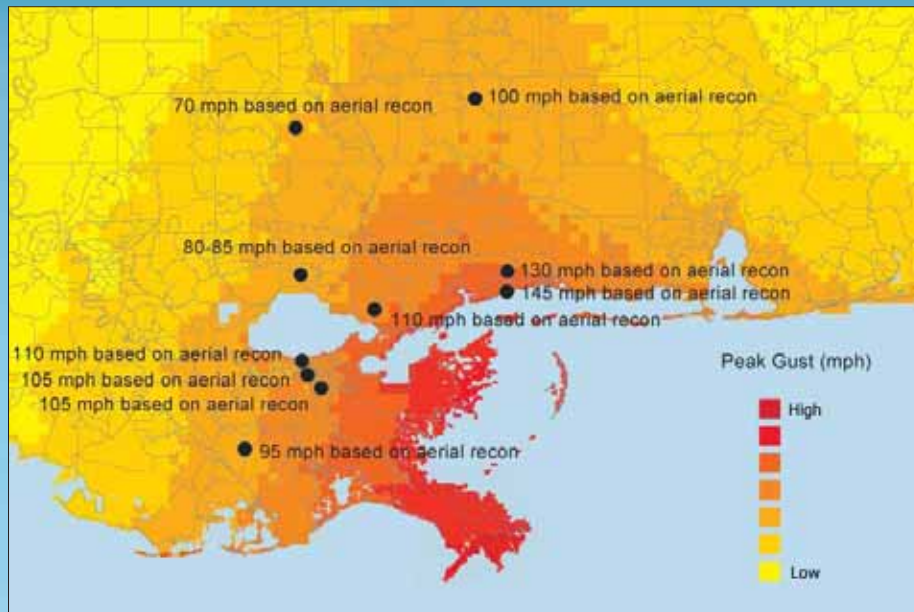 100 mph based on aerial recon
70 mph based on aerial recon
80-85 mph based on aerial recon
130 mph based on aerial recon
145 mph based on aerial recon
110 mph based on aerial recon
110 mph based on aerial recon
105 mph based on aerial recon
105 mph based on aerial recon
95 mph based on aerial recon
Peak Gust (mph)
High
Low